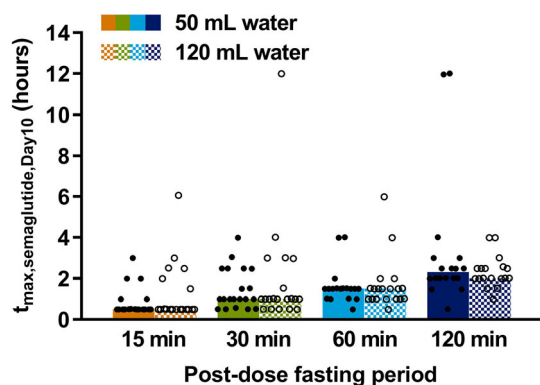 50 mL water
120 mL water
t max,semaglutide,Day10 (hours)
14
12
10
8
6
4
2
0
15 min 30 min 60 min 120 min
Post-dose fasting period